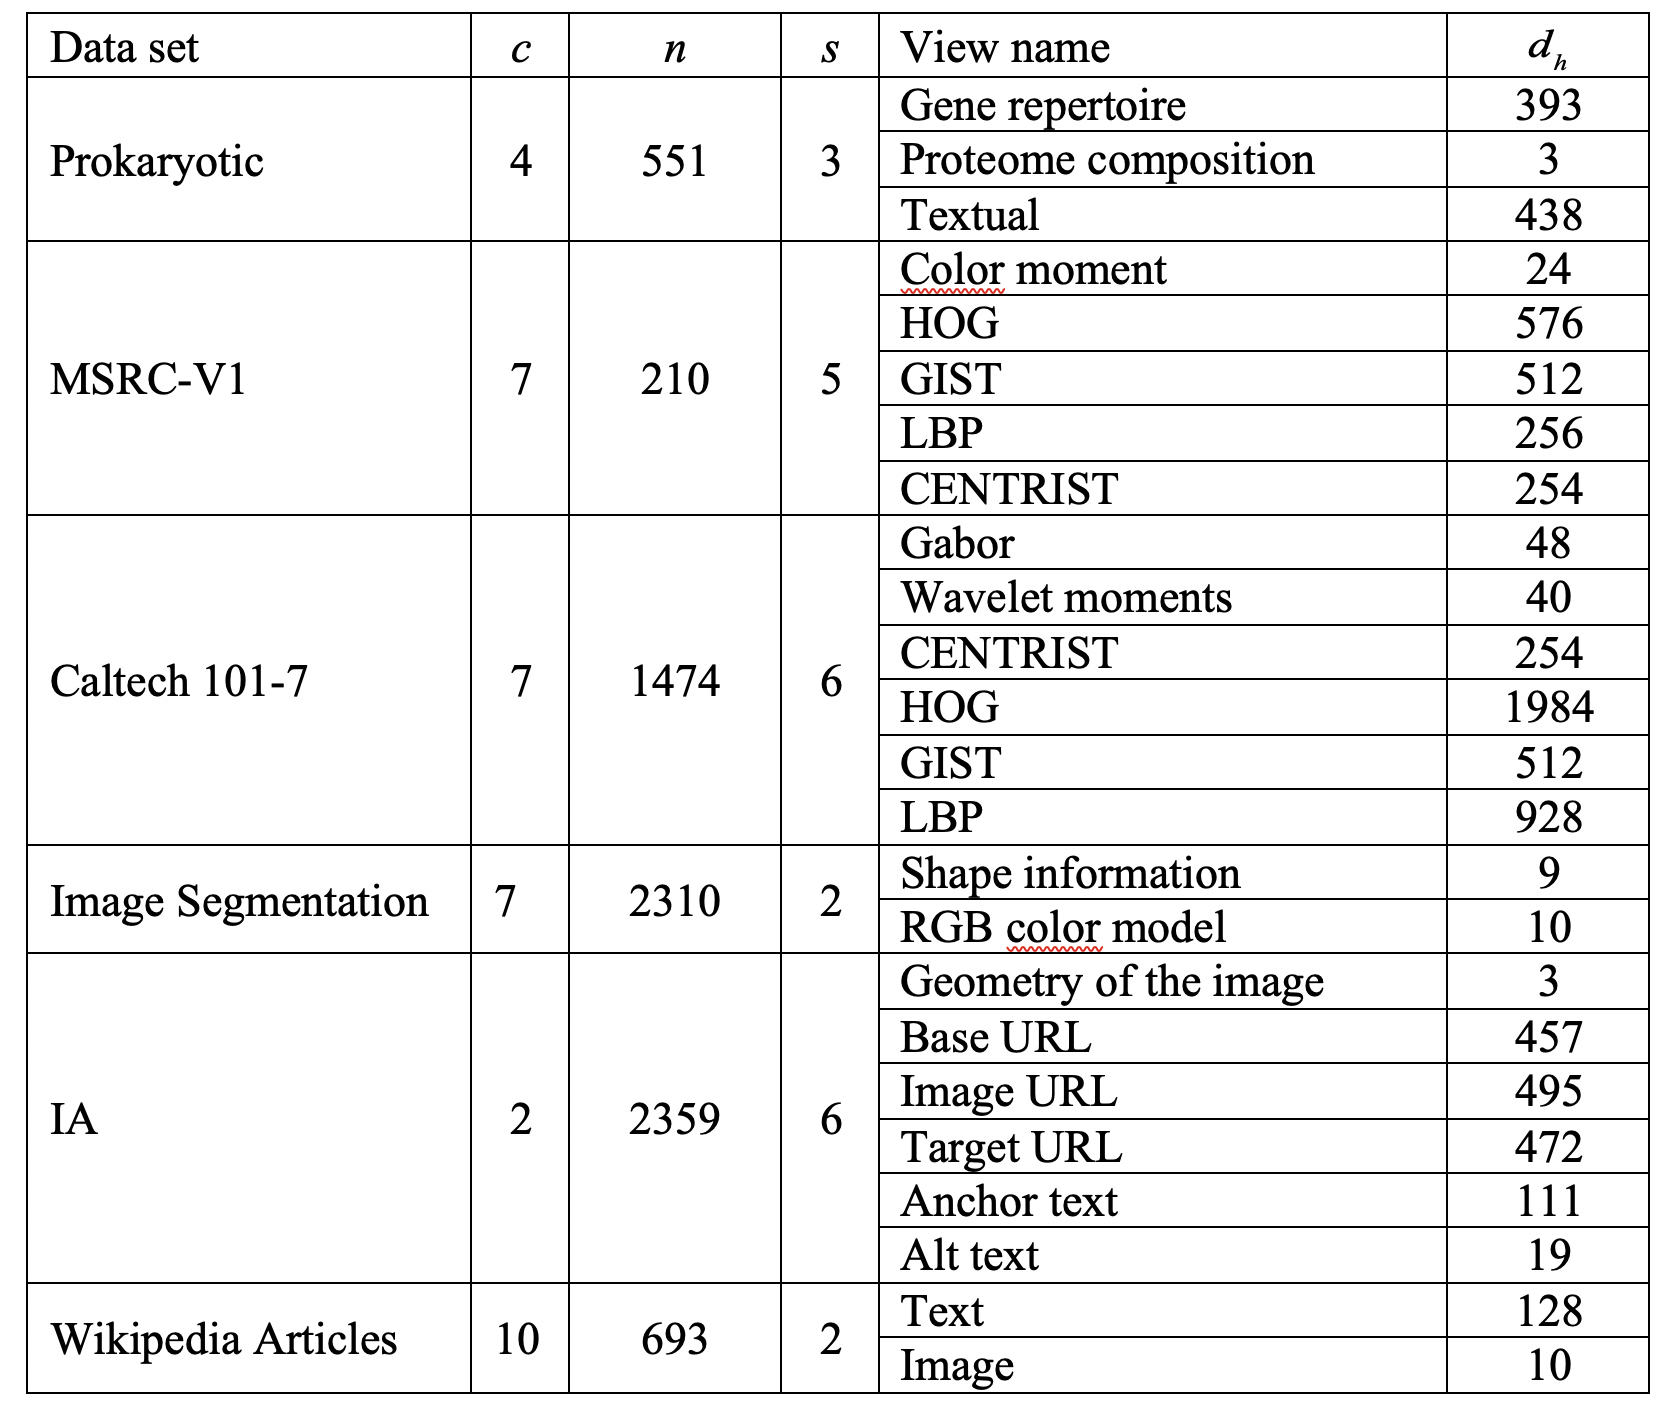 Data set c n s View name d_h
Gene repertoire 393
Prokaryotic 4 551 3 Proteome composition 3
Textual 438
Color moment 24
HOG 576
MSRC-V1 7 210 5 GIST 512
LBP 256
CENTRIST 254
Gabor 48
Wavelet moments 40
CENTRIST 254
Caltech 101-7 7 1474 6 HOG 1984
GIST 512
LBP 928
Shape information 9
Image Segmentation 7 2310 2
RGB color model 10
Geometry of the image 3
Base URL 457
Image URL 495
IA 2 2359 6 Target URL 472
Anchor text 111
Alt text 19
Text 128
Wikipedia Articles 10 693 2
Image 10